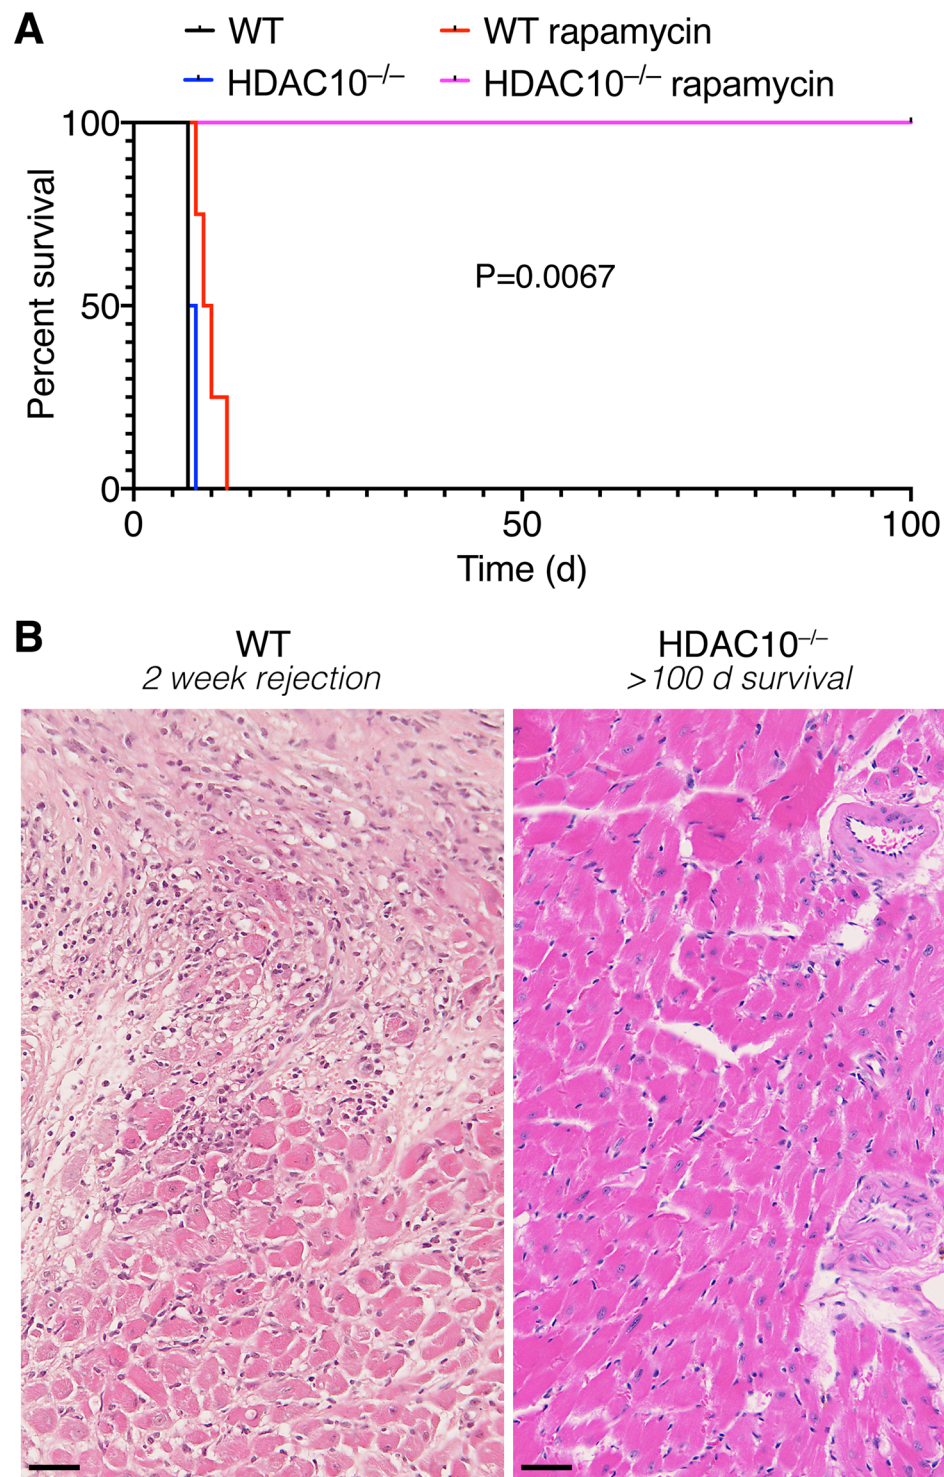 A
WT
WT rapamycin
HDAC10–/–
HDAC10–/– rapamycin
100
50
0
Percent survival
P=0.0067
0 50 100
Time (d)
B
WT
2 week rejection
HDAC10–/–
>100 d survival